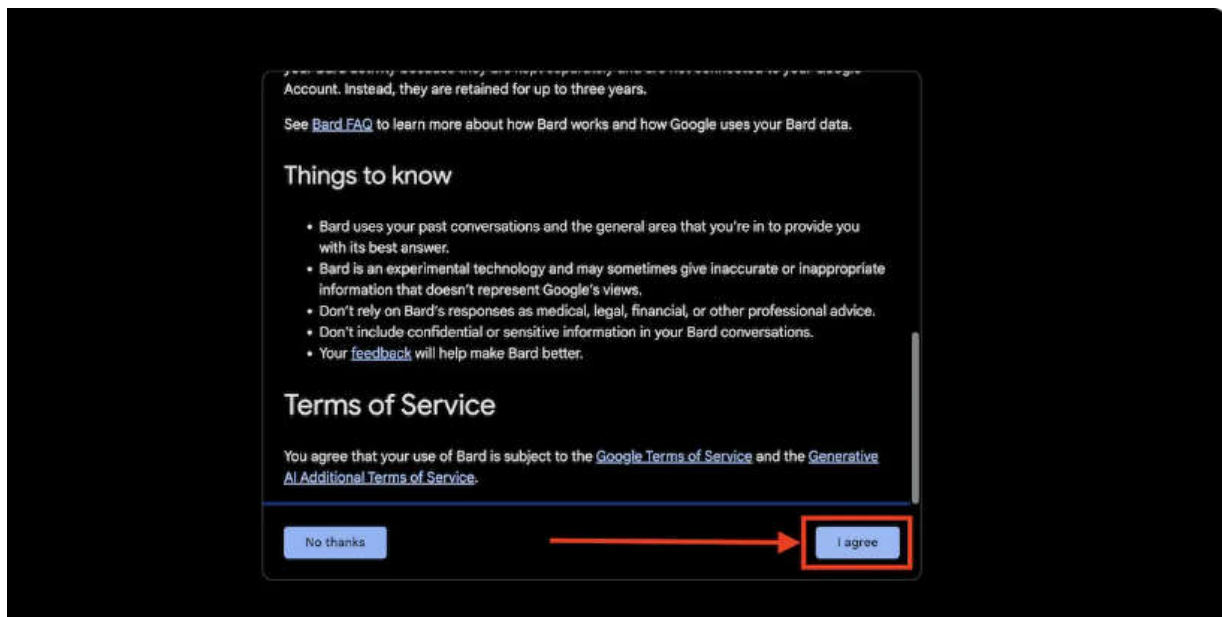 Account. Instead, they are retained for up to three years.
See Bard FAQ to learn more about how Bard works and how Google uses your Bard data.
Things to know
• Bard uses your past conversations and the general area that you're in to provide you
with its best answer.
• Bard is an experimental technology and may sometimes give inaccurate or inappropriate
information that doesn't represent Google's views.
• Don't rely on Bard's responses as medical, legal, financial, or other professional advice.
• Don't include confidential or sensitive information in your Bard conversations.
• Your feedback will help make Bard better.
Terms of Service
You agree that your use of Bard is subject to the Google Terms of Service and the Generative
AI Additional Terms of Service.
No thanks
I agree